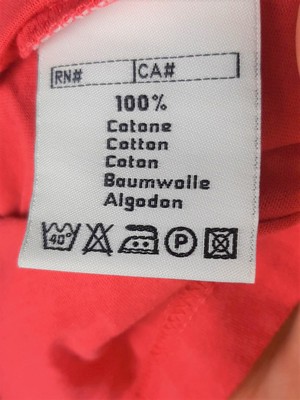 RN# CA#
100%
Cotone
Cotton
Coton
Baumwolle
Algodon
40° P